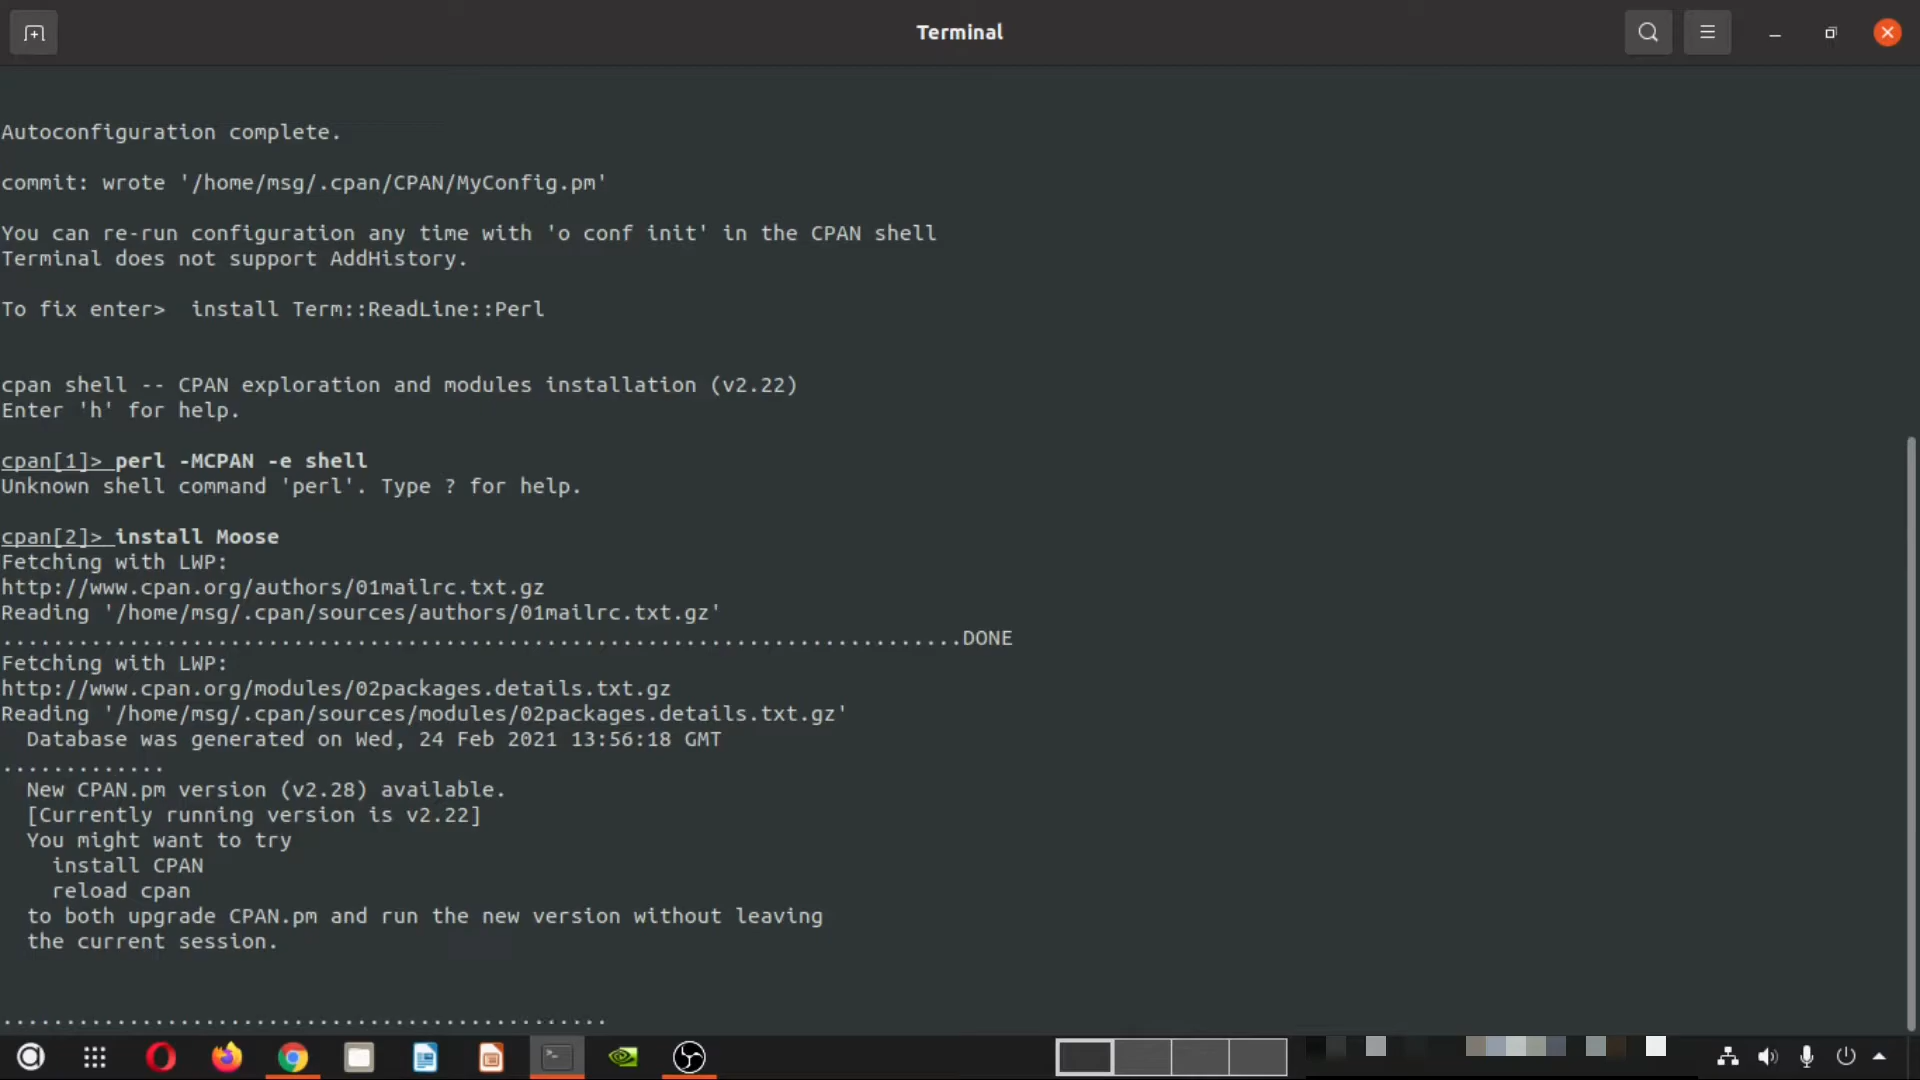 Terminal
Autoconfiguration complete.
commit: wrote '/home/msg/.cpan/CPAN/MyConfig.pm'
You can re-run configuration any time with 'o conf init' in the CPAN shell
Terminal does not support AddHistory.
To fix enter>  install Term::ReadLine::Perl
cpan shell -- CPAN exploration and modules installation (v2.22)
Enter 'h' for help.
cpan[1]> perl -MCPAN -e shell
Unknown shell command 'perl'. Type ? for help.
cpan[2]> install Moose
Fetching with LWP:
http://www.cpan.org/authors/01mailrc.txt.gz
Reading '/home/msg/.cpan/sources/authors/01mailrc.txt.gz'
............................................................................DONE
Fetching with LWP:
http://www.cpan.org/modules/02packages.details.txt.gz
Reading '/home/msg/.cpan/sources/modules/02packages.details.txt.gz'
  Database was generated on Wed, 24 Feb 2021 13:56:18 GMT
.............
  New CPAN.pm version (v2.28) available.
  [Currently running version is v2.22]
  You might want to try
    install CPAN
    reload cpan
  to both upgrade CPAN.pm and run the new version without leaving
  the current session.
................................................